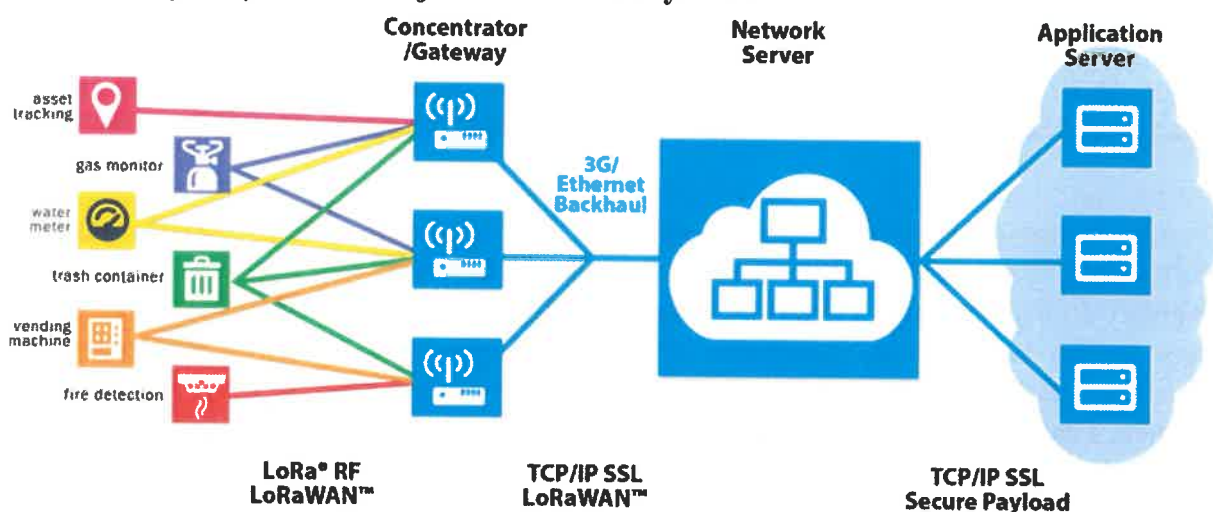 Concentrator
/Gateway
Network
Server
Application
Server
asset
tracking
gas monitor
water
meter
trash container
vending
machine
fire detection
3G/
Ethernet
Backhaul
LoRa® RF
LoRaWAN™
TCP/IP SSL
LoRaWAN™
TCP/IP SSL
Secure Payload